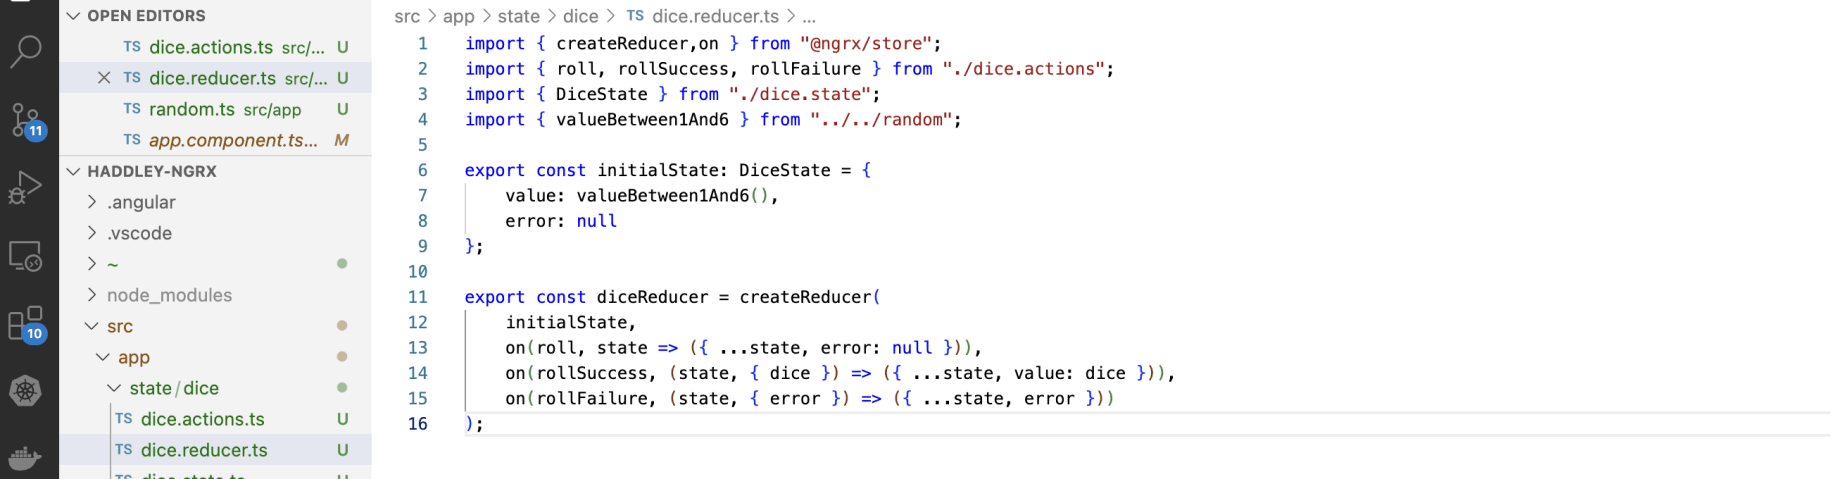 OPEN EDITORS
TS dice.actions.ts src/... U
TS dice.reducer.ts src/... U
TS random.ts src/app U
TS app.component.ts... M
HADDLEY-NGRX
.angular
.vscode
~
node_modules
src
app
state/dice
TS dice.actions.ts U
TS dice.reducer.ts U
TS dice.state.ts U
11
10
src > app > state > dice > TS dice.reducer.ts > ...
1 import { createReducer,on } from "@ngrx/store";
2 import { roll, rollSuccess, rollFailure } from "./dice.actions";
3 import { DiceState } from "./dice.state";
4 import { valueBetween1And6 } from "../../random";
5
6 export const initialState: DiceState = {
7 value: valueBetween1And6(),
8 error: null
9 };
10
11 export const diceReducer = createReducer(
12 initialState,
13 on(roll, state => ({ ...state, error: null })),
14 on(rollSuccess, (state, { dice }) => ({ ...state, value: dice })),
15 on(rollFailure, (state, { error }) => ({ ...state, error }))
16 );